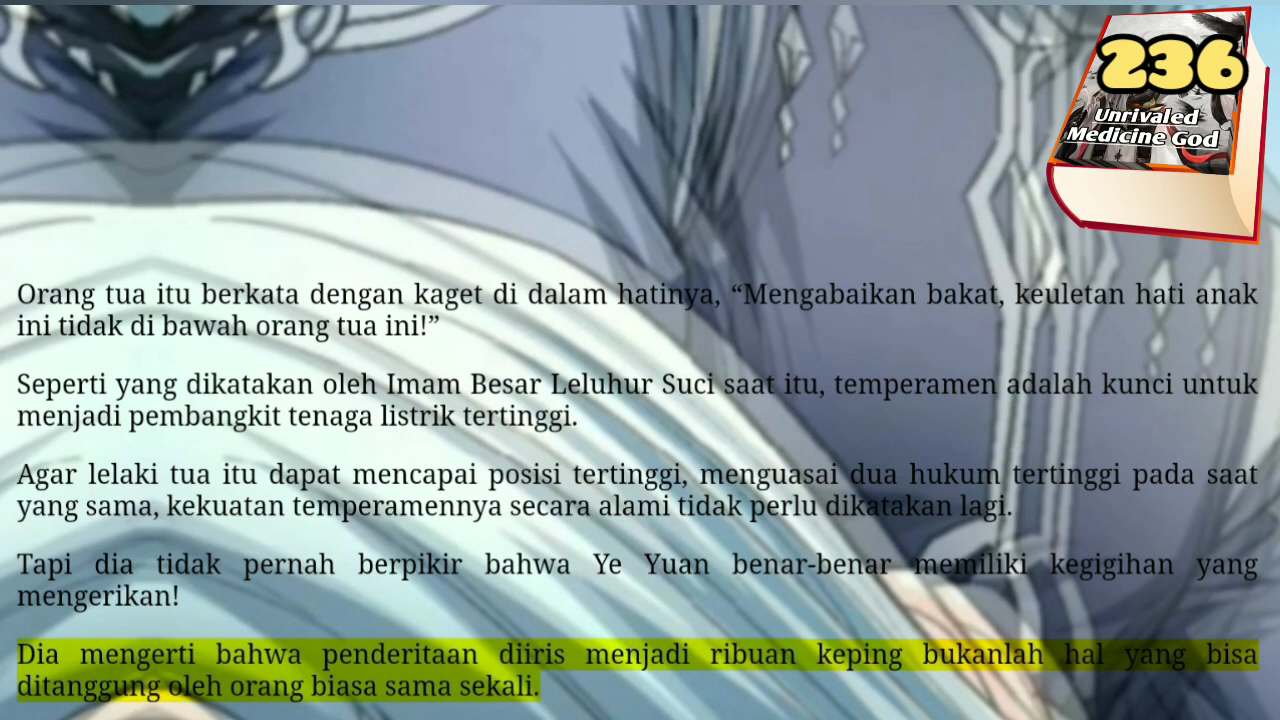 236
Unrivaled
Medicine God
Orang tua itu berkata dengan kaget di dalam hatinya, “Mengabaikan bakat, keuletan hati anak
ini tidak di bawah orang tua ini!”
Seperti yang dikatakan oleh Imam Besar Leluhur Suci saat itu, temperamen adalah kunci untuk
menjadi pembangkit tenaga listrik tertinggi.
Agar lelaki tua itu dapat mencapai posisi tertinggi, menguasai dua hukum tertinggi pada saat
yang sama, kekuatan temperamennya secara alami tidak perlu dikatakan lagi.
Tapi dia tidak pernah berpikir bahwa Ye Yuan benar-benar memiliki kegigihan yang
mengerikan!
Dia mengerti bahwa penderitaan diiris menjadi ribuan keping bukanlah hal yang bisa
ditanggung oleh orang biasa sama sekali.